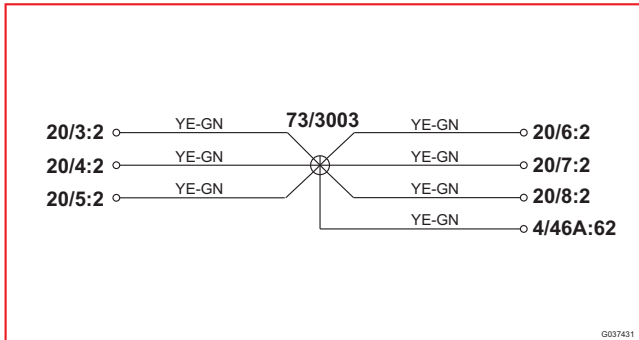 73/3003
20/3:2 YE-GN YE-GN 20/6:2
20/4:2 YE-GN YE-GN 20/7:2
20/5:2 YE-GN YE-GN 20/8:2
YE-GN 4/46A:62
G037431